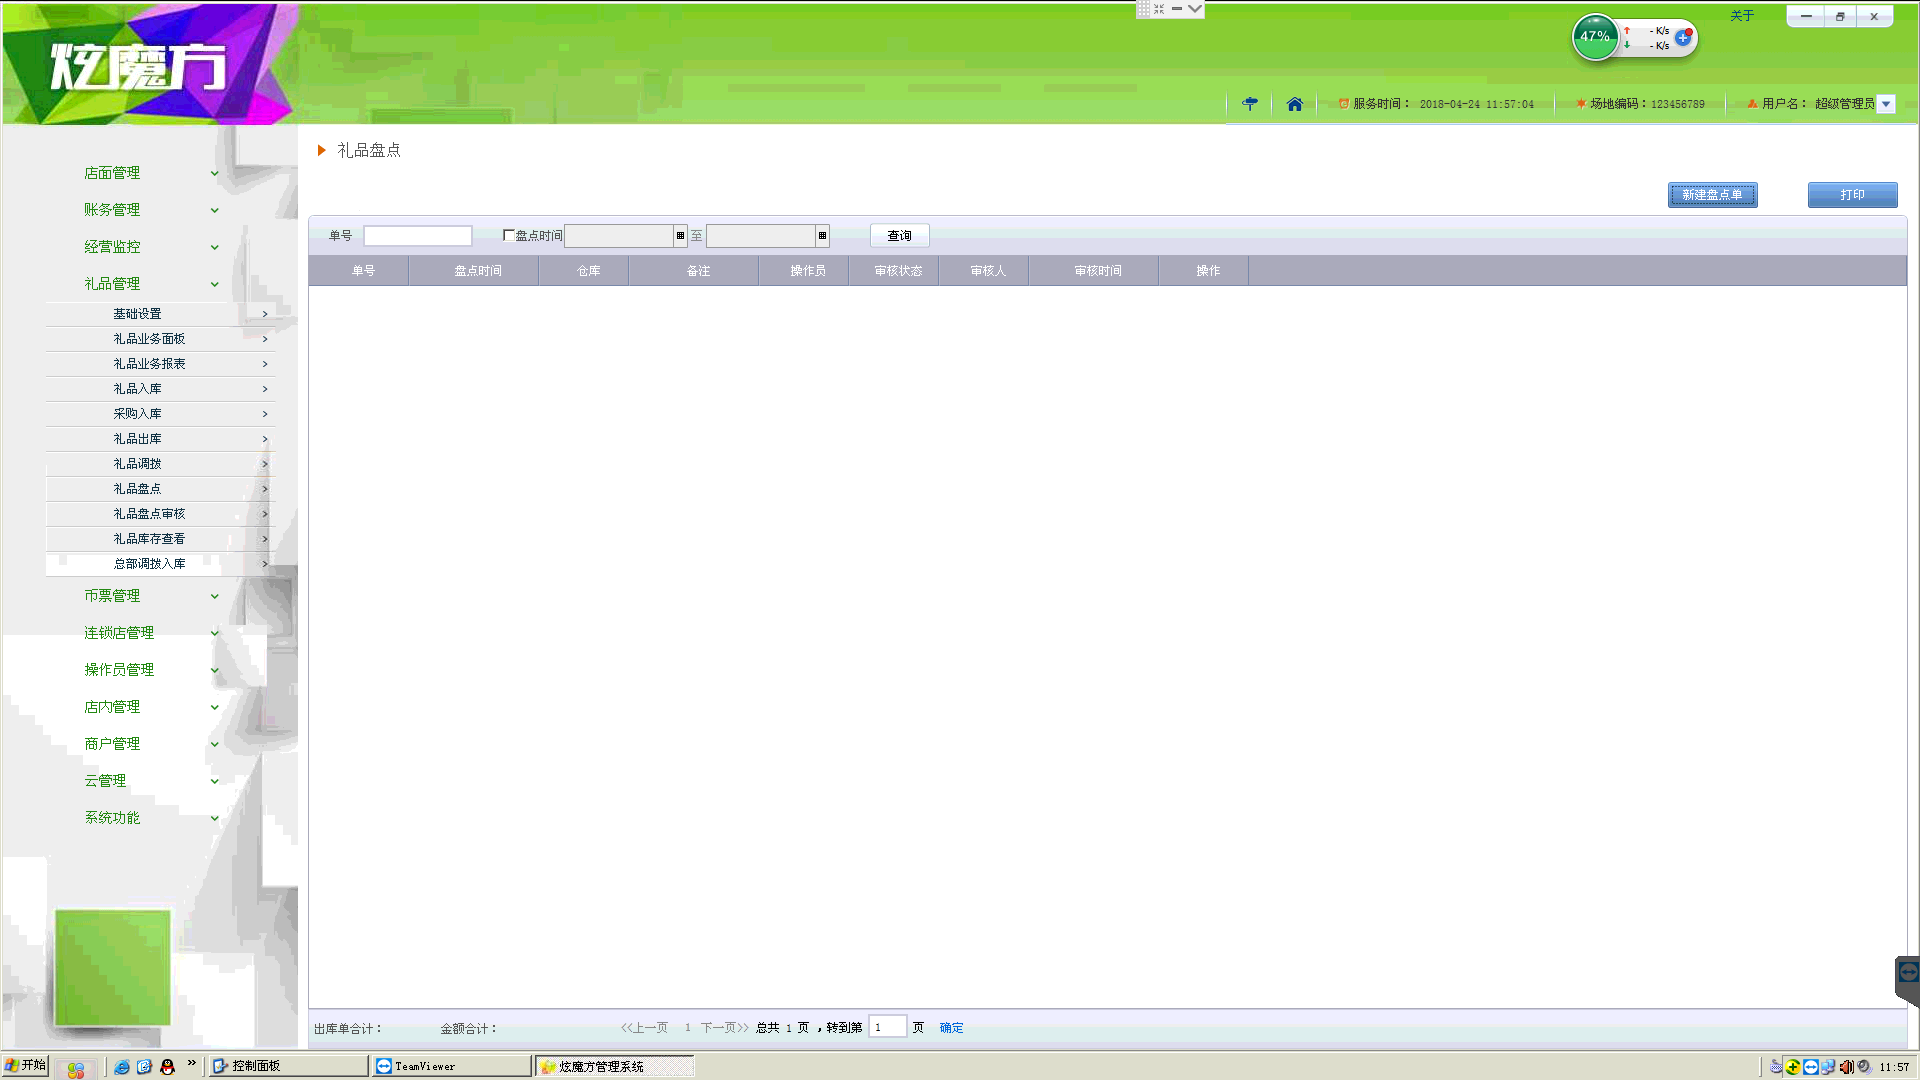 炫魔方
关于
47%
- K/s
- K/s
服务时间： 2018-04-24 11:57:04
场地编码：123456789
用户名： 超级管理员
店面管理
账务管理
经营监控
礼品管理
基础设置
礼品业务面板
礼品业务报表
礼品入库
采购入库
礼品出库
礼品调拨
礼品盘点
礼品盘点审核
礼品库存查看
总部调拨入库
币票管理
连锁店管理
操作员管理
店内管理
商户管理
云管理
系统功能
礼品盘点
新建盘点单 打印
单号 盘点时间 至 查询
单号 盘点时间 仓库 备注 操作员 审核状态 审核人 审核时间 操作
出库单合计： 金额合计： <<上一页 1 下一页>> 总共 1 页 ，转到第 1 页 确定
开始 控制面板 TeamViewer 炫魔方管理系统 11:57